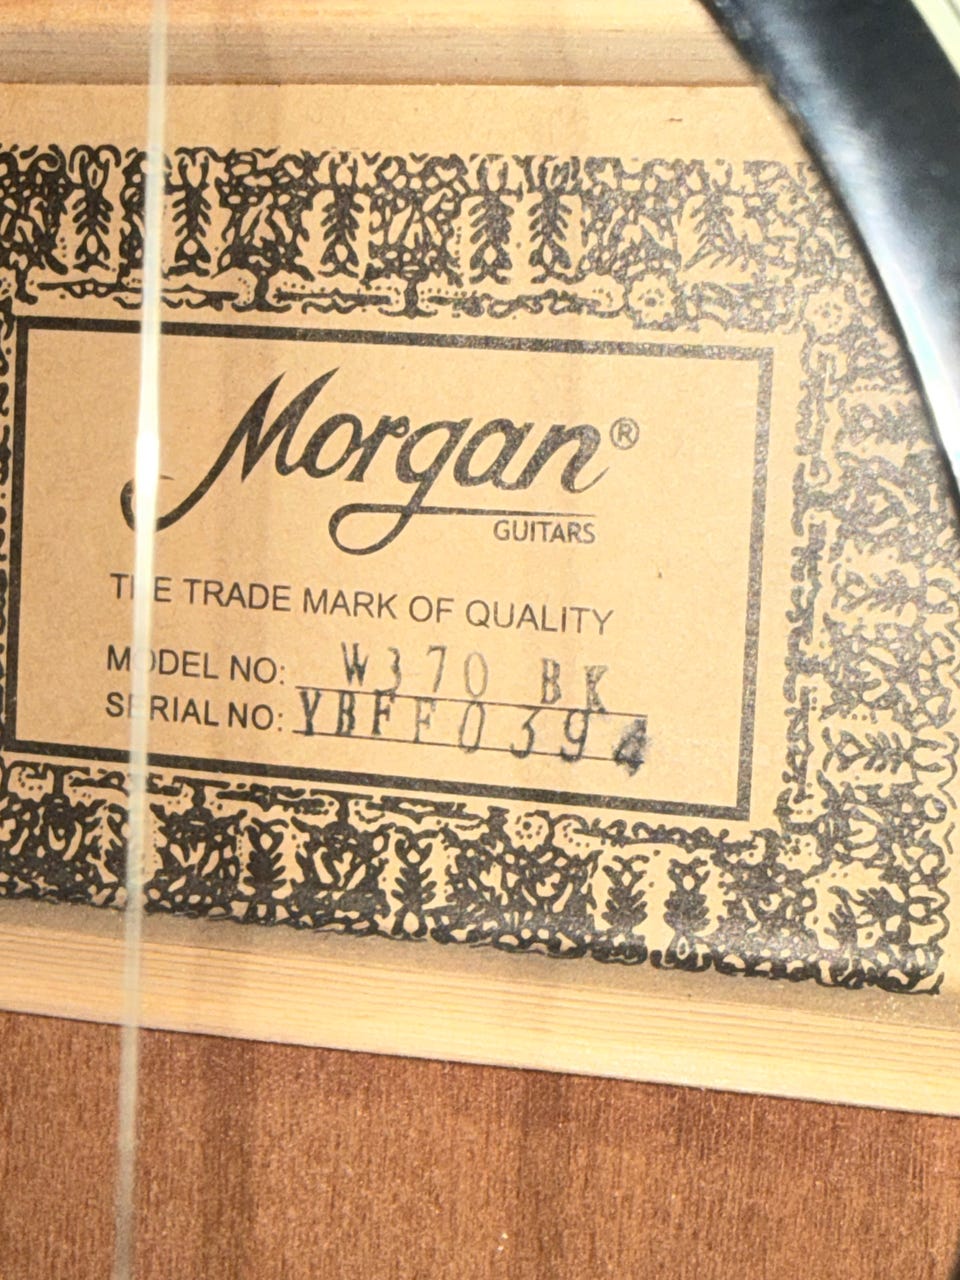 Morgan®
GUITARS
THE TRADE MARK OF QUALITY
MODEL NO: W370 BK
SERIAL NO: YBFF0394